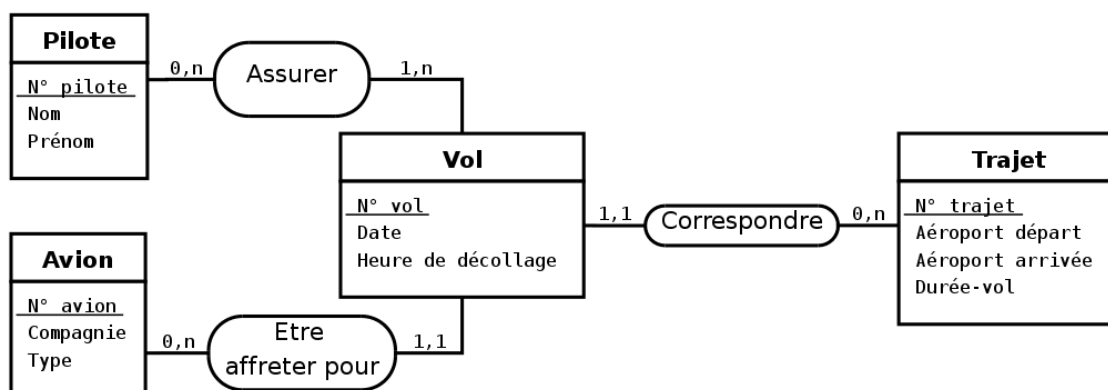 Pilote
N° pilote
Nom
Prénom
0,n
Assurer
1,n
Vol
N° vol
Date
Heure de décollage
1,1
Correspondre
0,n
Trajet
N° trajet
Aéroport départ
Aéroport arrivée
Durée-vol
Avion
N° avion
Compagnie
Type
0,n
Etre
affreter pour
1,1